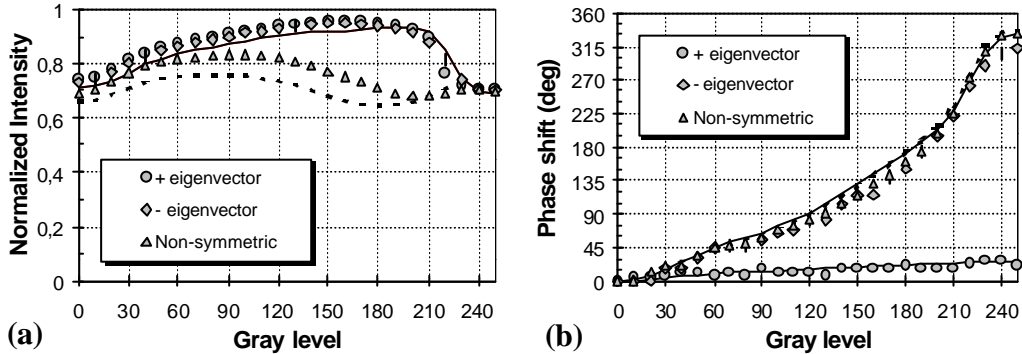 Normalized Intensity
1
0,8
0,6
0,4
0,2
0
+ eigenvector
- eigenvector
Non-symmetric
0 30 60 90 120 150 180 210 240
Gray level
(a)
Phase shift (deg)
360
315
270
225
180
135
90
45
0
+ eigenvector
- eigenvector
Non-symmetric
0 30 60 90 120 150 180 210 240
Gray level
(b)